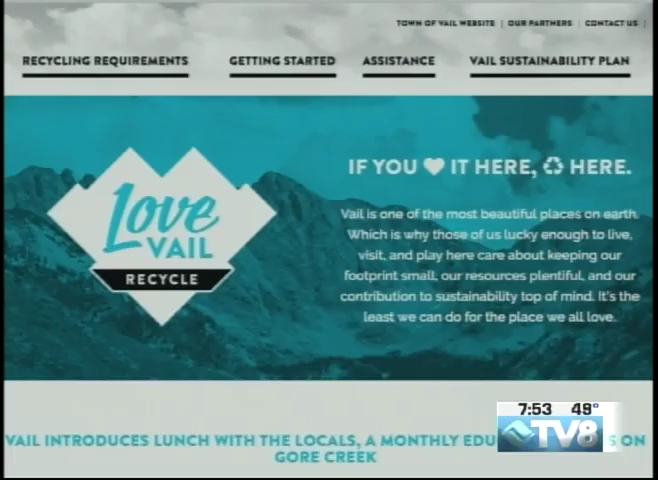 TOWN OF VAIL WEBSITE | OUR PARTNERS | CONTACT US |
RECYCLING REQUIREMENTS GETTING STARTED ASSISTANCE VAIL SUSTAINABILITY PLAN
Love
VAIL
RECYCLE
IF YOU ♥ IT HERE, ♻ HERE.
Vail is one of the most beautiful places on earth.
Which is why those of us lucky enough to live,
visit, and play here care about keeping our
footprint small, our resources plentiful, and our
contribution to sustainability top of mind. It's the
least we can do for the place we all love.
7:53 49°
TV8
VAIL INTRODUCES LUNCH WITH THE LOCALS, A MONTHLY EDU S ON
GORE CREEK